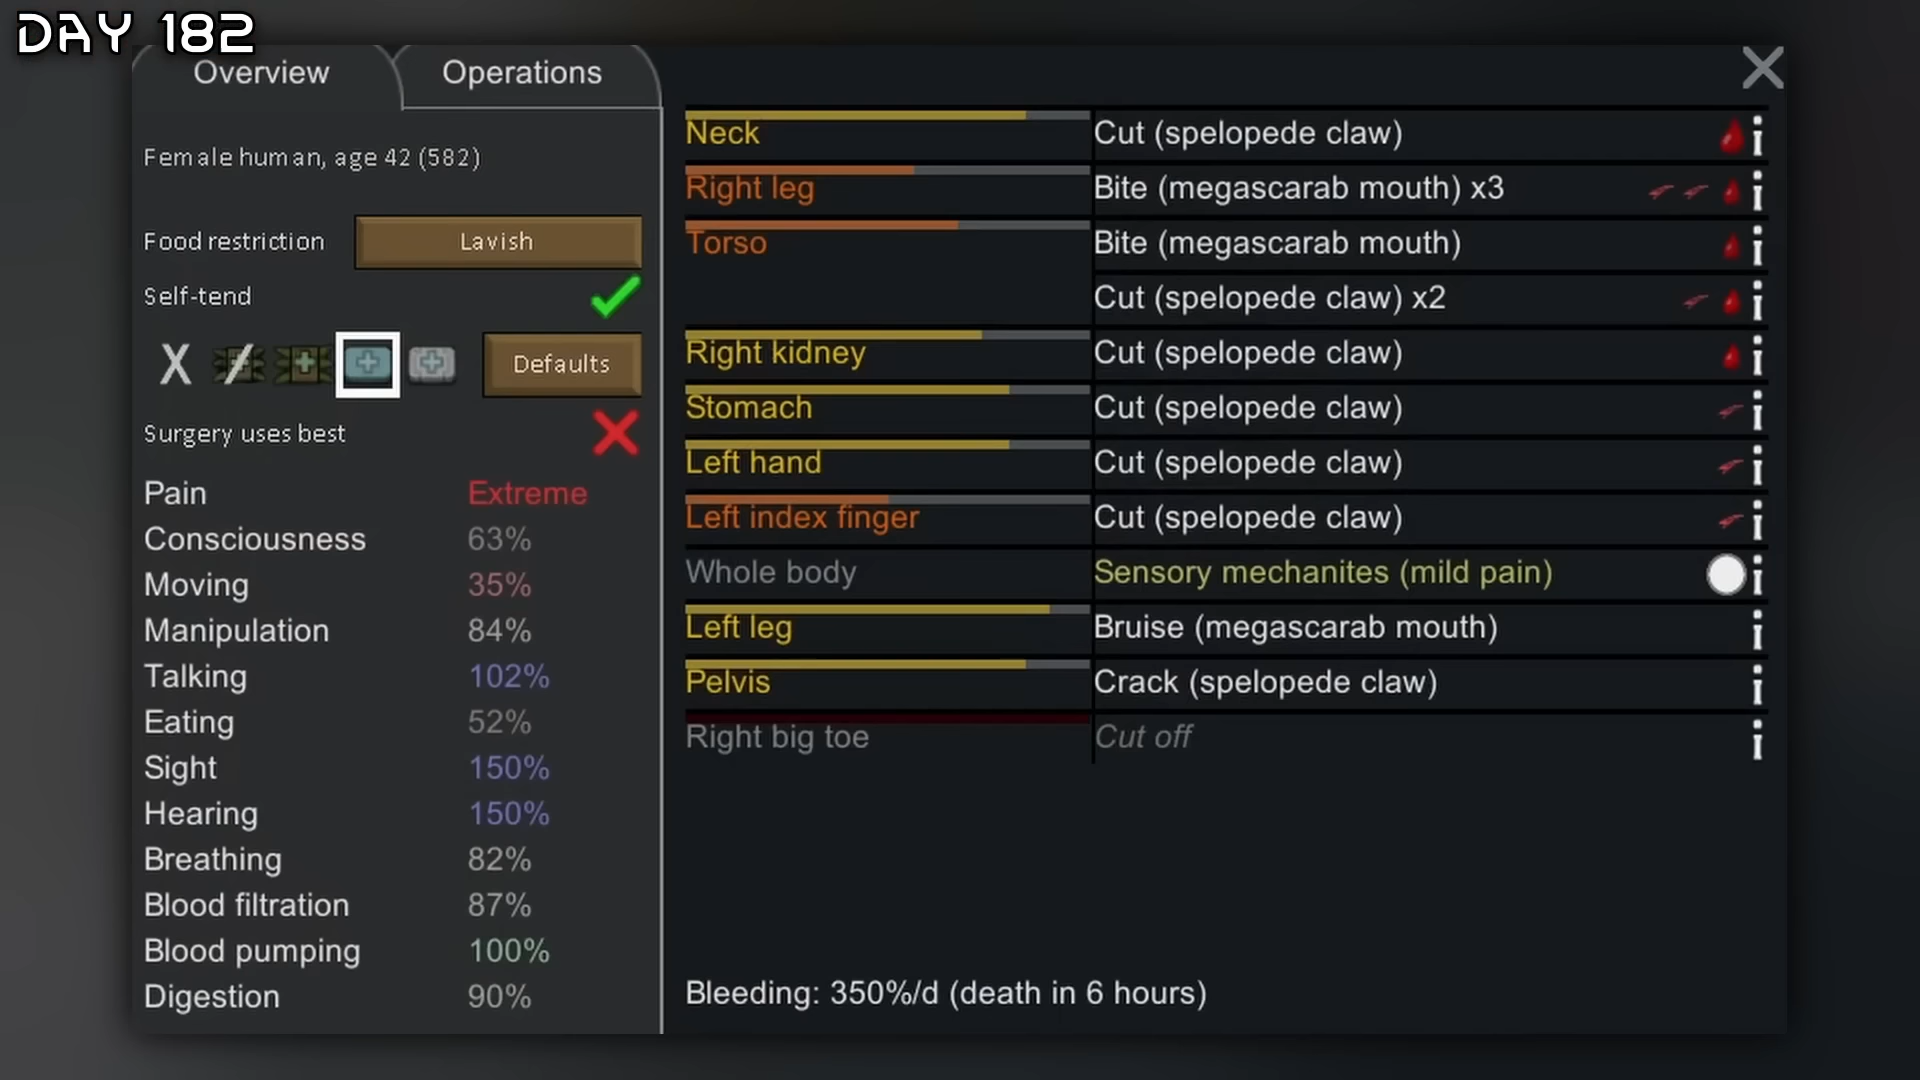 DAY 182
Overview
Operations
Female human, age 42 (582)
Food restriction
Lavish
Self-tend
Defaults
Surgery uses best
Pain Extreme
Consciousness 63%
Moving 35%
Manipulation 84%
Talking 102%
Eating 52%
Sight 150%
Hearing 150%
Breathing 82%
Blood filtration 87%
Blood pumping 100%
Digestion 90%
Neck Cut (spelopede claw)
Right leg Bite (megascarab mouth) x3
Torso Bite (megascarab mouth)
Cut (spelopede claw) x2
Right kidney Cut (spelopede claw)
Stomach Cut (spelopede claw)
Left hand Cut (spelopede claw)
Left index finger Cut (spelopede claw)
Whole body Sensory mechanites (mild pain)
Left leg Bruise (megascarab mouth)
Pelvis Crack (spelopede claw)
Right big toe Cut off
Bleeding: 350%/d (death in 6 hours)